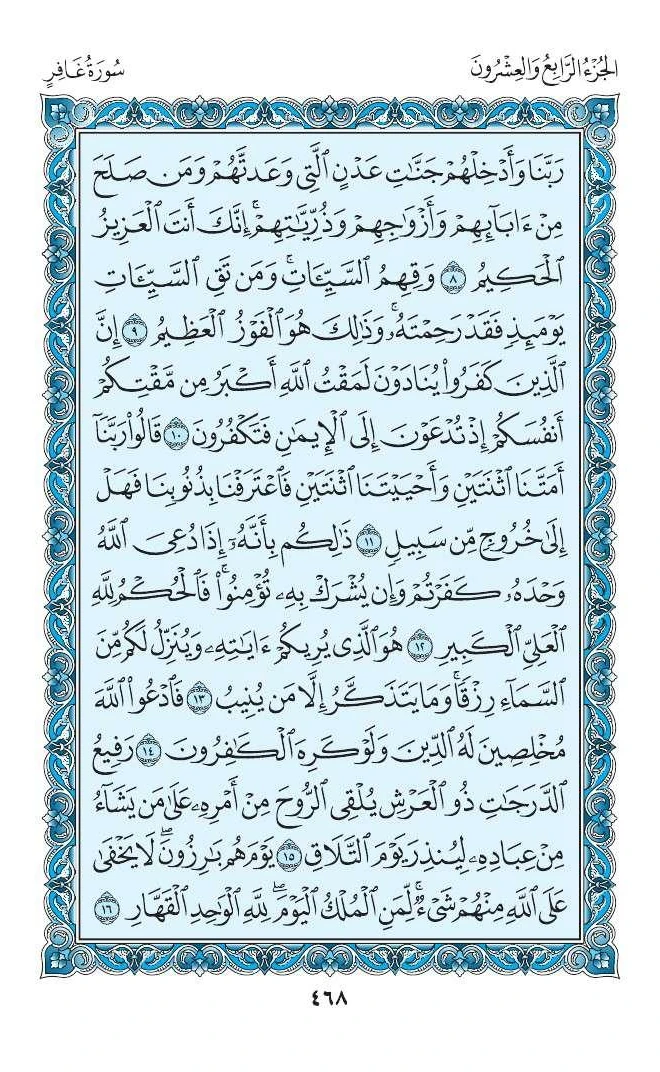 الجُزْءُ الرَّابِعُ وَالعِشْرُونَ
سُورَةُ غَافِرٍ
رَبَّنَا وَأَدْخِلْهُمْ جَنَّٰتِ عَدْنٍ ٱلَّتِي وَعَدتَّهُمْ وَمَن صَلَحَ
مِنْ ءَابَآئِهِمْ وَأَزْوَٰجِهِمْ وَذُرِّيَّٰتِهِمْۚ إِنَّكَ أَنتَ ٱلْعَزِيزُ
ٱلْحَكِيمُ ٨ وَقِهِمُ ٱلسَّيِّـَٔاتِۚ وَمَن تَقِ ٱلسَّيِّـَٔاتِ
يَوْمَئِذٍ فَقَدْ رَحِمْتَهُۥۚ وَذَٰلِكَ هُوَ ٱلْفَوْزُ ٱلْعَظِيمُ ٩ إِنَّ
ٱلَّذِينَ كَفَرُوا۟ يُنَادَوْنَ لَمَقْتُ ٱللَّهِ أَكْبَرُ مِن مَّقْتِكُمْ
أَنفُسَكُمْ إِذْ تُدْعَوْنَ إِلَى ٱلْإِيمَٰنِ فَتَكْفُرُونَ ١٠ قَالُوا۟ رَبَّنَآ
أَمَتَّنَا ٱثْنَتَيْنِ وَأَحْيَيْتَنَا ٱثْنَتَيْنِ فَٱعْتَرَفْنَا بِذُنُوبِنَا فَهَلْ
إِلَىٰ خُرُوجٍ مِّن سَبِيلٍ ١١ ذَٰلِكُم بِأَنَّهُۥٓ إِذَا دُعِيَ ٱللَّهُ
وَحْدَهُۥ كَفَرْتُمْ وَإِن يُشْرَكْ بِهِۦ تُؤْمِنُوا۟ۚ فَٱلْحُكْمُ لِلَّهِ
ٱلْعَلِيِّ ٱلْكَبِيرِ ١٢ هُوَ ٱلَّذِي يُرِيكُمْ ءَايَٰتِهِۦ وَيُنَزِّلُ لَكُم مِّنَ
ٱلسَّمَآءِ رِزْقًاۚ وَمَا يَتَذَكَّرُ إِلَّا مَن يُنِيبُ ١٣ فَٱدْعُوا۟ ٱللَّهَ
مُخْلِصِينَ لَهُ ٱلدِّينَ وَلَوْ كَرِهَ ٱلْكَٰفِرُونَ ١٤ رَفِيعُ
ٱلدَّرَجَٰتِ ذُو ٱلْعَرْشِ يُلْقِي ٱلرُّوحَ مِنْ أَمْرِهِۦ عَلَىٰ مَن يَشَآءُ
مِنْ عِبَادِهِۦ لِيُنذِرَ يَوْمَ ٱلتَّلَاقِ ١٥ يَوْمَ هُم بَٰرِزُونَۖ لَا يَخْفَىٰ
عَلَى ٱللَّهِ مِنْهُمْ شَيْءٌۚ لِّمَنِ ٱلْمُلْكُ ٱلْيَوْمَۖ لِلَّهِ ٱلْوَٰحِدِ ٱلْقَهَّارِ ١٦
٤٦٨